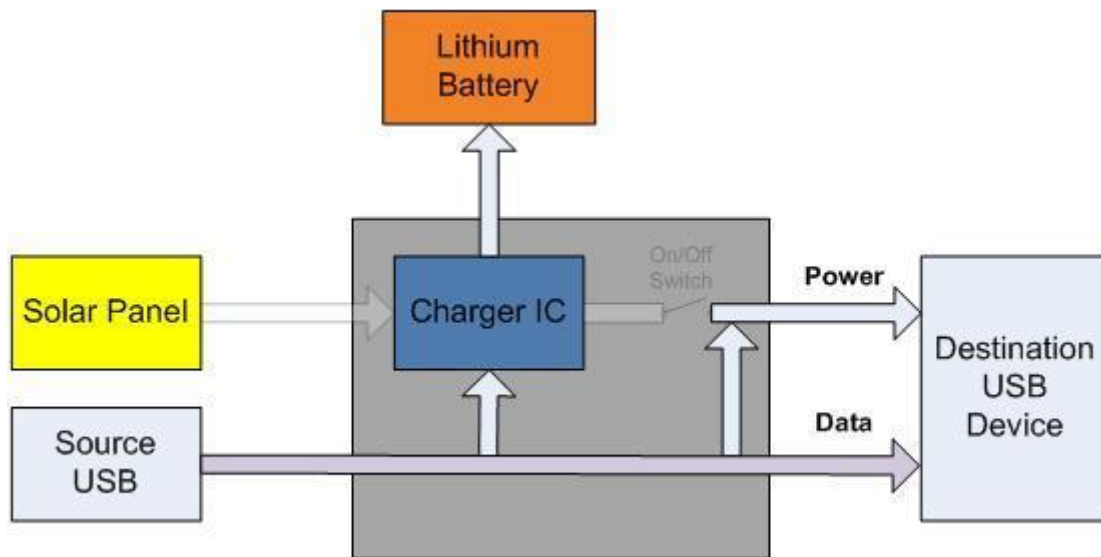 Lithium
Battery
On/Off
Switch
Power
Solar Panel
Charger IC
Destination
USB
Device
Data
Source
USB